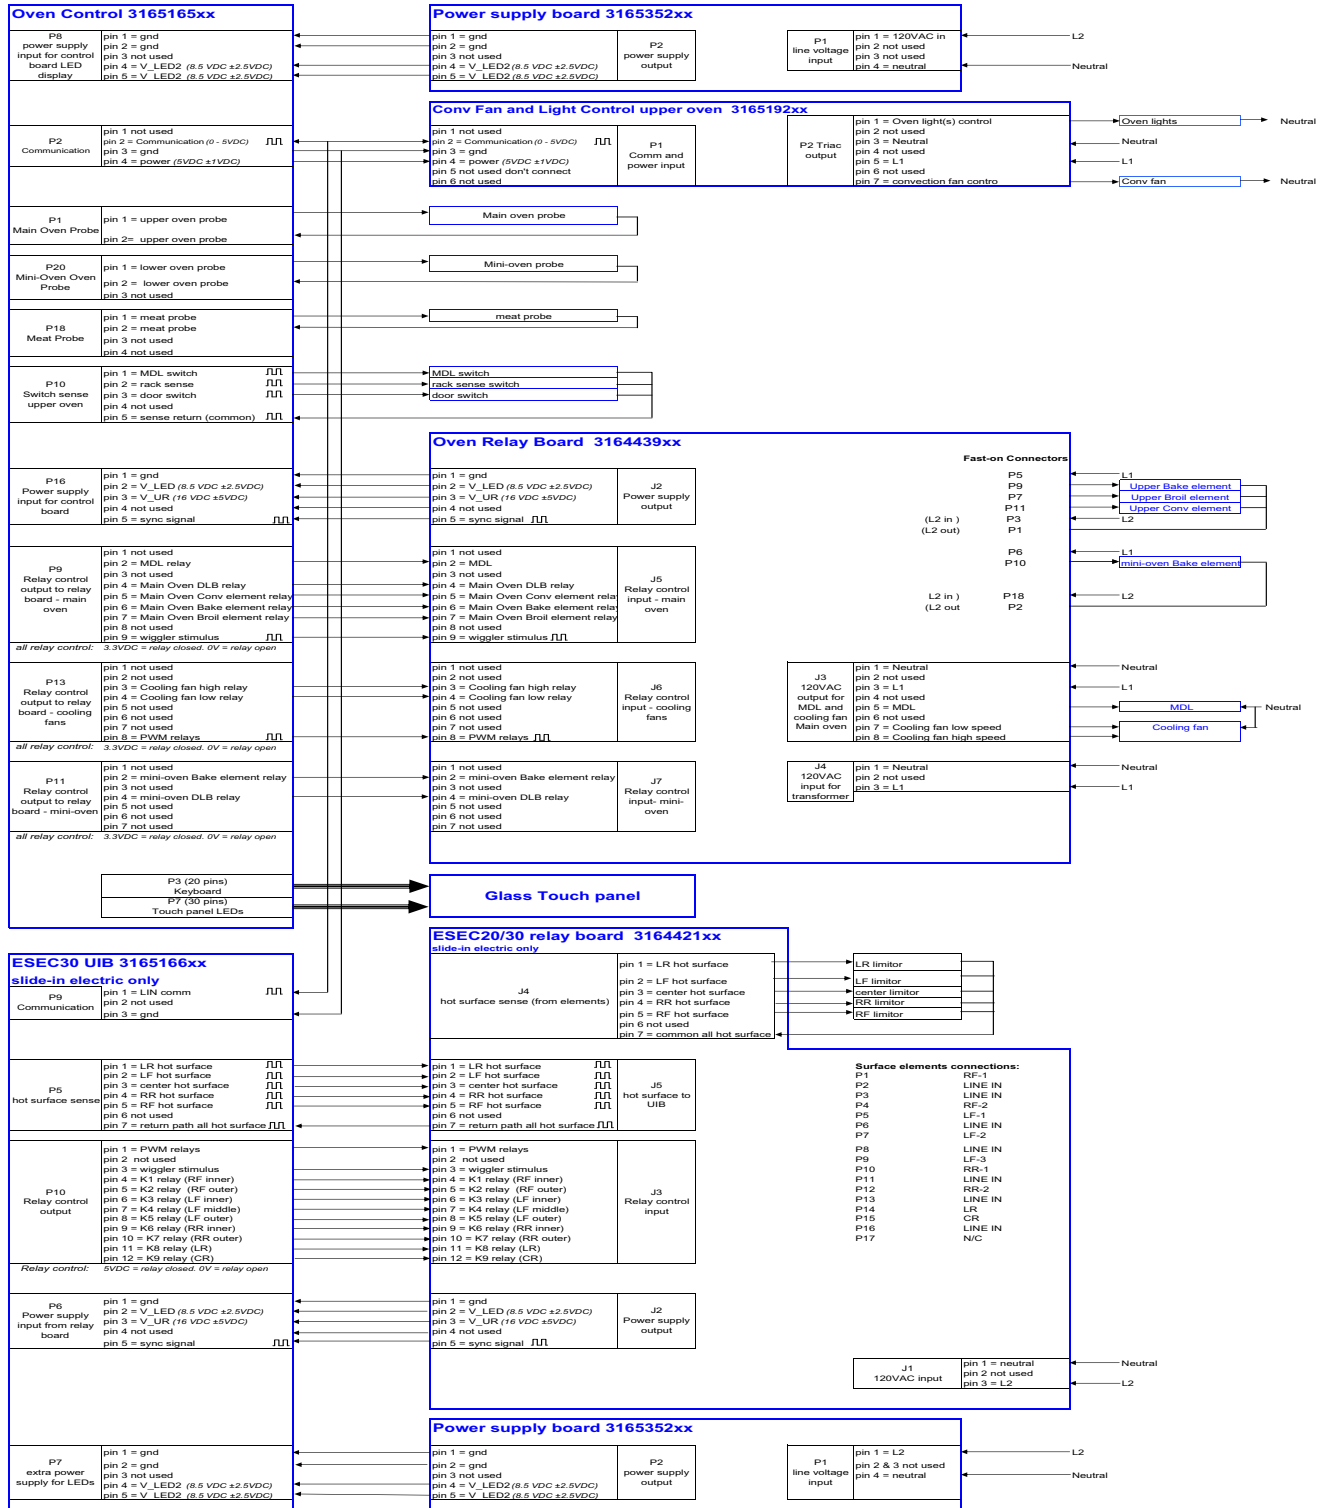 Oven Control 3165165xx
P8
power supply
input for control
board LED
display
pin 1 = gnd
pin 2 = gnd
pin 3 not used
pin 4 = V_LED2 (8.5 VDC ±2.5VDC)
pin 5 = V_LED2 (8.5 VDC ±2.5VDC)
Power supply board 3165352xx
pin 1 = gnd
pin 2 = gnd
pin 3 not used
pin 4 = V_LED2 (8.5 VDC ±2.5VDC)
pin 5 = V_LED2 (8.5 VDC ±2.5VDC)
P2
power supply
output
P1
line voltage
input
pin 1 = 120VAC in
pin 2 not used
pin 3 not used
pin 4 = neutral
L2
Neutral
P2
Communication
pin 1 not used
pin 2 = Communication (0 - 5VDC)
pin 3 = gnd
pin 4 = power (5VDC ±1VDC)
Conv Fan and Light Control upper oven 3165192xx
pin 1 not used
pin 2 = Communication (0 - 5VDC)
pin 3 = gnd
pin 4 = power (5VDC ±1VDC)
pin 5 not used don't connect
pin 6 not used
P1
Comm and
power input
P2 Triac
output
pin 1 = Oven light(s) control
pin 2 not used
pin 3 = Neutral
pin 4 not used
pin 5 = L1
pin 6 not used
pin 7 = convection fan contro
Oven lights
Neutral
Neutral
L1
Conv fan
Neutral
P1
Main Oven Probe
pin 1 = upper oven probe
pin 2= upper oven probe
Main oven probe
P20
Mini-Oven Oven
Probe
pin 1 = lower oven probe
pin 2 = lower oven probe
pin 3 not used
Mini-oven probe
P18
Meat Probe
pin 1 = meat probe
pin 2 = meat probe
pin 3 not used
pin 4 not used
meat probe
P10
Switch sense
upper oven
pin 1 = MDL switch
pin 2 = rack sense
pin 3 = door switch
pin 4 not used
pin 5 = sense return (common)
MDL switch
rack sense switch
door switch
P16
Power supply
input for control
board
pin 1 = gnd
pin 2 = V_LED (8.5 VDC ±2.5VDC)
pin 3 = V_UR (16 VDC ±5VDC)
pin 4 not used
pin 5 = sync signal
Oven Relay Board 3164439xx
pin 1 = gnd
pin 2 = V_LED (8.5 VDC ±2.5VDC)
pin 3 = V_UR (16 VDC ±5VDC)
pin 4 not used
pin 5 = sync signal
J2
Power supply
output
Fast-on Connectors
P5
P9
P7
P11
(L2 in ) P3
(L2 out) P1
P6
P10
L2 in ) P18
(L2 out P2
L1
Upper Bake element
Upper Broil element
Upper Conv element
L2
L1
mini-oven Bake element
L2
P9
Relay control
output to relay
board - main
oven
pin 1 not used
pin 2 = MDL relay
pin 3 not used
pin 4 = Main Oven DLB relay
pin 5 = Main Oven Conv element relay
pin 6 = Main Oven Bake element relay
pin 7 = Main Oven Broil element relay
pin 8 not used
pin 9 = wiggler stimulus
all relay control: 3.3VDC = relay closed. 0V = relay open
pin 1 not used
pin 2 = MDL
pin 3 not used
pin 4 = Main Oven DLB relay
pin 5 = Main Oven Conv element relay
pin 6 = Main Oven Bake element relay
pin 7 = Main Oven Broil element relay
pin 8 not used
pin 9 = wiggler stimulus
J5
Relay control
input - main
oven
P13
Relay control
output to relay
board - cooling
fans
pin 1 not used
pin 2 not used
pin 3 = Cooling fan high relay
pin 4 = Cooling fan low relay
pin 5 not used
pin 6 not used
pin 7 not used
pin 8 = PWM relays
all relay control: 3.3VDC = relay closed. 0V = relay open
pin 1 not used
pin 2 not used
pin 3 = Cooling fan high relay
pin 4 = Cooling fan low relay
pin 5 not used
pin 6 not used
pin 7 not used
pin 8 = PWM relays
J6
Relay control
input - cooling
fans
J3
120VAC
output for
MDL and
cooling fan
Main oven
pin 1 = Neutral
pin 2 not used
pin 3 = L1
pin 4 not used
pin 5 = MDL
pin 6 not used
pin 7 = Cooling fan low speed
pin 8 = Cooling fan high speed
Neutral
L1
MDL
Neutral
Cooling fan
P11
Relay control
output to relay
board - mini-oven
pin 1 not used
pin 2 = mini-oven Bake element relay
pin 3 not used
pin 4 = mini-oven DLB relay
pin 5 not used
pin 6 not used
pin 7 not used
all relay control: 3.3VDC = relay closed. 0V = relay open
pin 1 not used
pin 2 = mini-oven Bake element relay
pin 3 not used
pin 4 = mini-oven DLB relay
pin 5 not used
pin 6 not used
pin 7 not used
J7
Relay control
input- mini-
oven
J4
120VAC
input for
transformer
pin 1 = Neutral
pin 2 not used
pin 3 = L1
Neutral
L1
P3 (20 pins)
Keyboard
P7 (30 pins)
Touch panel LEDs
Glass Touch panel
ESEC30 UIB 3165166xx
slide-in electric only
P9
Communication
pin 1 = LIN comm
pin 2 not used
pin 3 = gnd
ESEC20/30 relay board 3164421xx
slide-in electric only
J4
hot surface sense (from elements)
pin 1 = LR hot surface
pin 2 = LF hot surface
pin 3 = center hot surface
pin 4 = RR hot surface
pin 5 = RF hot surface
pin 6 not used
pin 7 = common all hot surface
LR limitor
LF limitor
center limitor
RR limitor
RF limitor
P5
hot surface sense
pin 1 = LR hot surface
pin 2 = LF hot surface
pin 3 = center hot surface
pin 4 = RR hot surface
pin 5 = RF hot surface
pin 6 not used
pin 7 = return path all hot surface
pin 1 = LR hot surface
pin 2 = LF hot surface
pin 3 = center hot surface
pin 4 = RR hot surface
pin 5 = RF hot surface
pin 6 not used
pin 7 = return path all hot surface
J5
hot surface to
UIB
Surface elements connections:
P1 RF-1
P2 LINE IN
P3 LINE IN
P4 RF-2
P5 LF-1
P6 LINE IN
P7 LF-2
P8 LINE IN
P9 LF-3
P10 RR-1
P11 LINE IN
P12 RR-2
P13 LINE IN
P14 LR
P15 CR
P16 LINE IN
P17 N/C
P10
Relay control
output
pin 1 = PWM relays
pin 2 not used
pin 3 = wiggler stimulus
pin 4 = K1 relay (RF inner)
pin 5 = K2 relay (RF outer)
pin 6 = K3 relay (LF inner)
pin 7 = K4 relay (LF middle)
pin 8 = K5 relay (LF outer)
pin 9 = K6 relay (RR inner)
pin 10 = K7 relay (RR outer)
pin 11 = K8 relay (LR)
pin 12 = K9 relay (CR)
Relay control: 5VDC = relay closed. 0V = relay open
pin 1 = PWM relays
pin 2 not used
pin 3 = wiggler stimulus
pin 4 = K1 relay (RF inner)
pin 5 = K2 relay (RF outer)
pin 6 = K3 relay (LF inner)
pin 7 = K4 relay (LF middle)
pin 8 = K5 relay (LF outer)
pin 9 = K6 relay (RR inner)
pin 10 = K7 relay (RR outer)
pin 11 = K8 relay (LR)
pin 12 = K9 relay (CR)
J3
Relay control
input
P6
Power supply
input from relay
board
pin 1 = gnd
pin 2 = V_LED (8.5 VDC ±2.5VDC)
pin 3 = V_UR (16 VDC ±5VDC)
pin 4 not used
pin 5 = sync signal
pin 1 = gnd
pin 2 = V_LED (8.5 VDC ±2.5VDC)
pin 3 = V_UR (16 VDC ±5VDC)
pin 4 not used
pin 5 = sync signal
J2
Power supply
output
J1
120VAC input
pin 1 = neutral
pin 2 not used
pin 3 = L2
Neutral
L2
P7
extra power
supply for LEDs
pin 1 = gnd
pin 2 = gnd
pin 3 not used
pin 4 = V_LED2 (8.5 VDC ±2.5VDC)
pin 5 = V_LED2 (8.5 VDC ±2.5VDC)
Power supply board 3165352xx
pin 1 = gnd
pin 2 = gnd
pin 3 not used
pin 4 = V_LED2 (8.5 VDC ±2.5VDC)
pin 5 = V_LED2 (8.5 VDC ±2.5VDC)
P2
power supply
output
P1
line voltage
input
pin 1 = L2
pin 2 & 3 not used
pin 4 = neutral
L2
Neutral